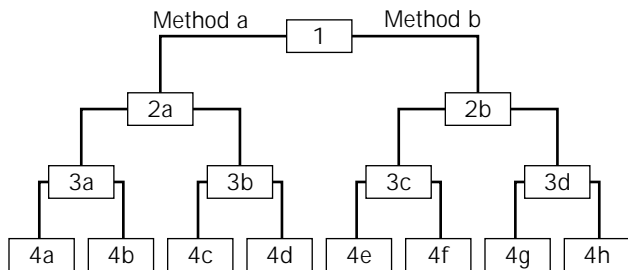 Method a Method b
1
2a 2b
3a 3b 3c 3d
4a 4b 4c 4d 4e 4f 4g 4h